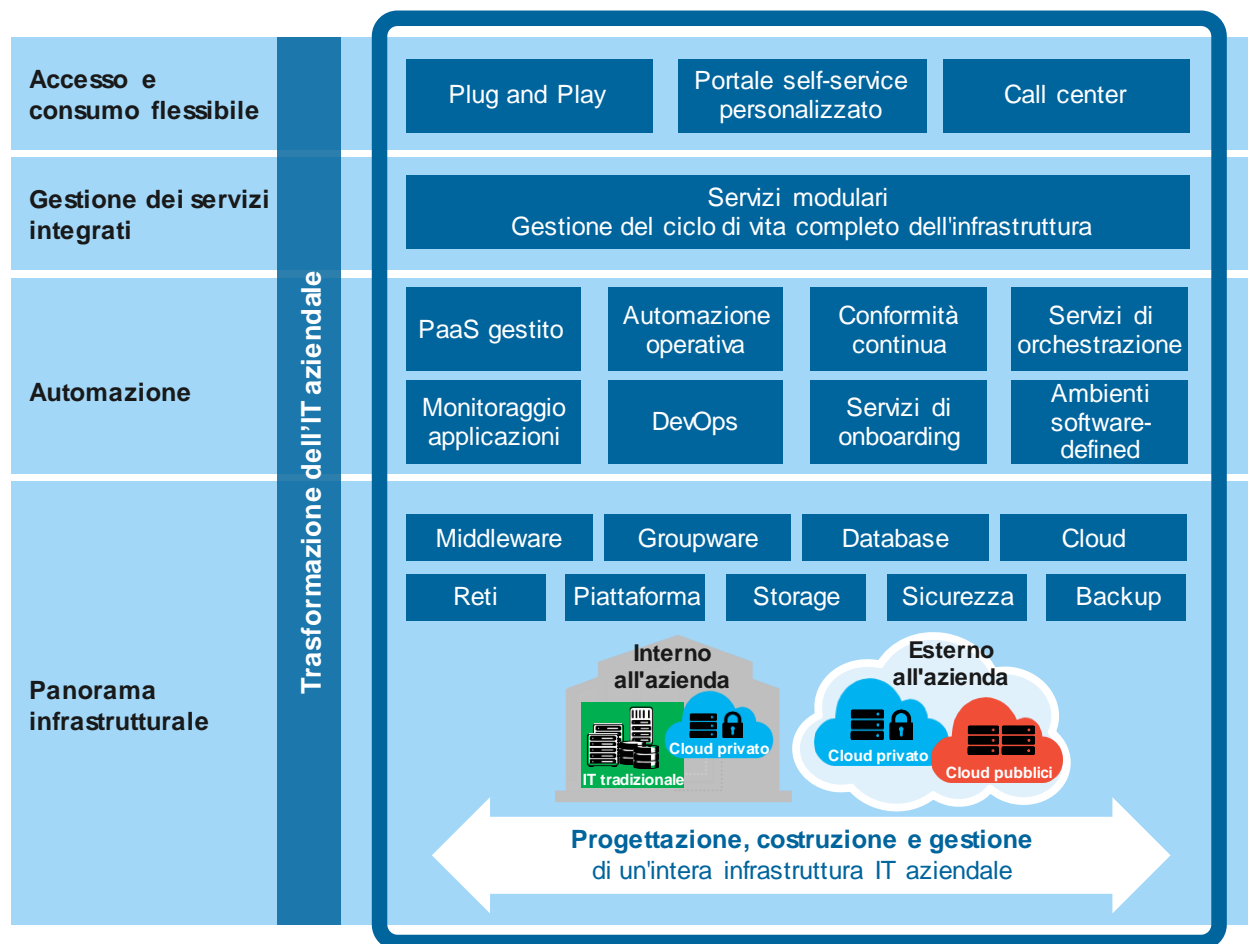 Accesso e
consumo flessibile
Plug and Play
Portale self-service
personalizzato
Call center
Gestione dei servizi
integrati
Servizi modulari
Gestione del ciclo di vita completo dell'infrastruttura
Trasformazione dell'IT aziendale
Automazione
PaaS gestito
Automazione
operativa
Conformità
continua
Servizi di
orchestrazione
Monitoraggio
applicazioni
DevOps
Servizi di
onboarding
Ambienti
software-
defined
Panorama
infrastrutturale
Middleware
Groupware
Database
Cloud
Reti
Piattaforma
Storage
Sicurezza
Backup
Interno
all'azienda
IT tradizionale
Cloud privato
Esterno
all'azienda
Cloud privato
Cloud pubblici
Progettazione, costruzione e gestione
di un'intera infrastruttura IT aziendale